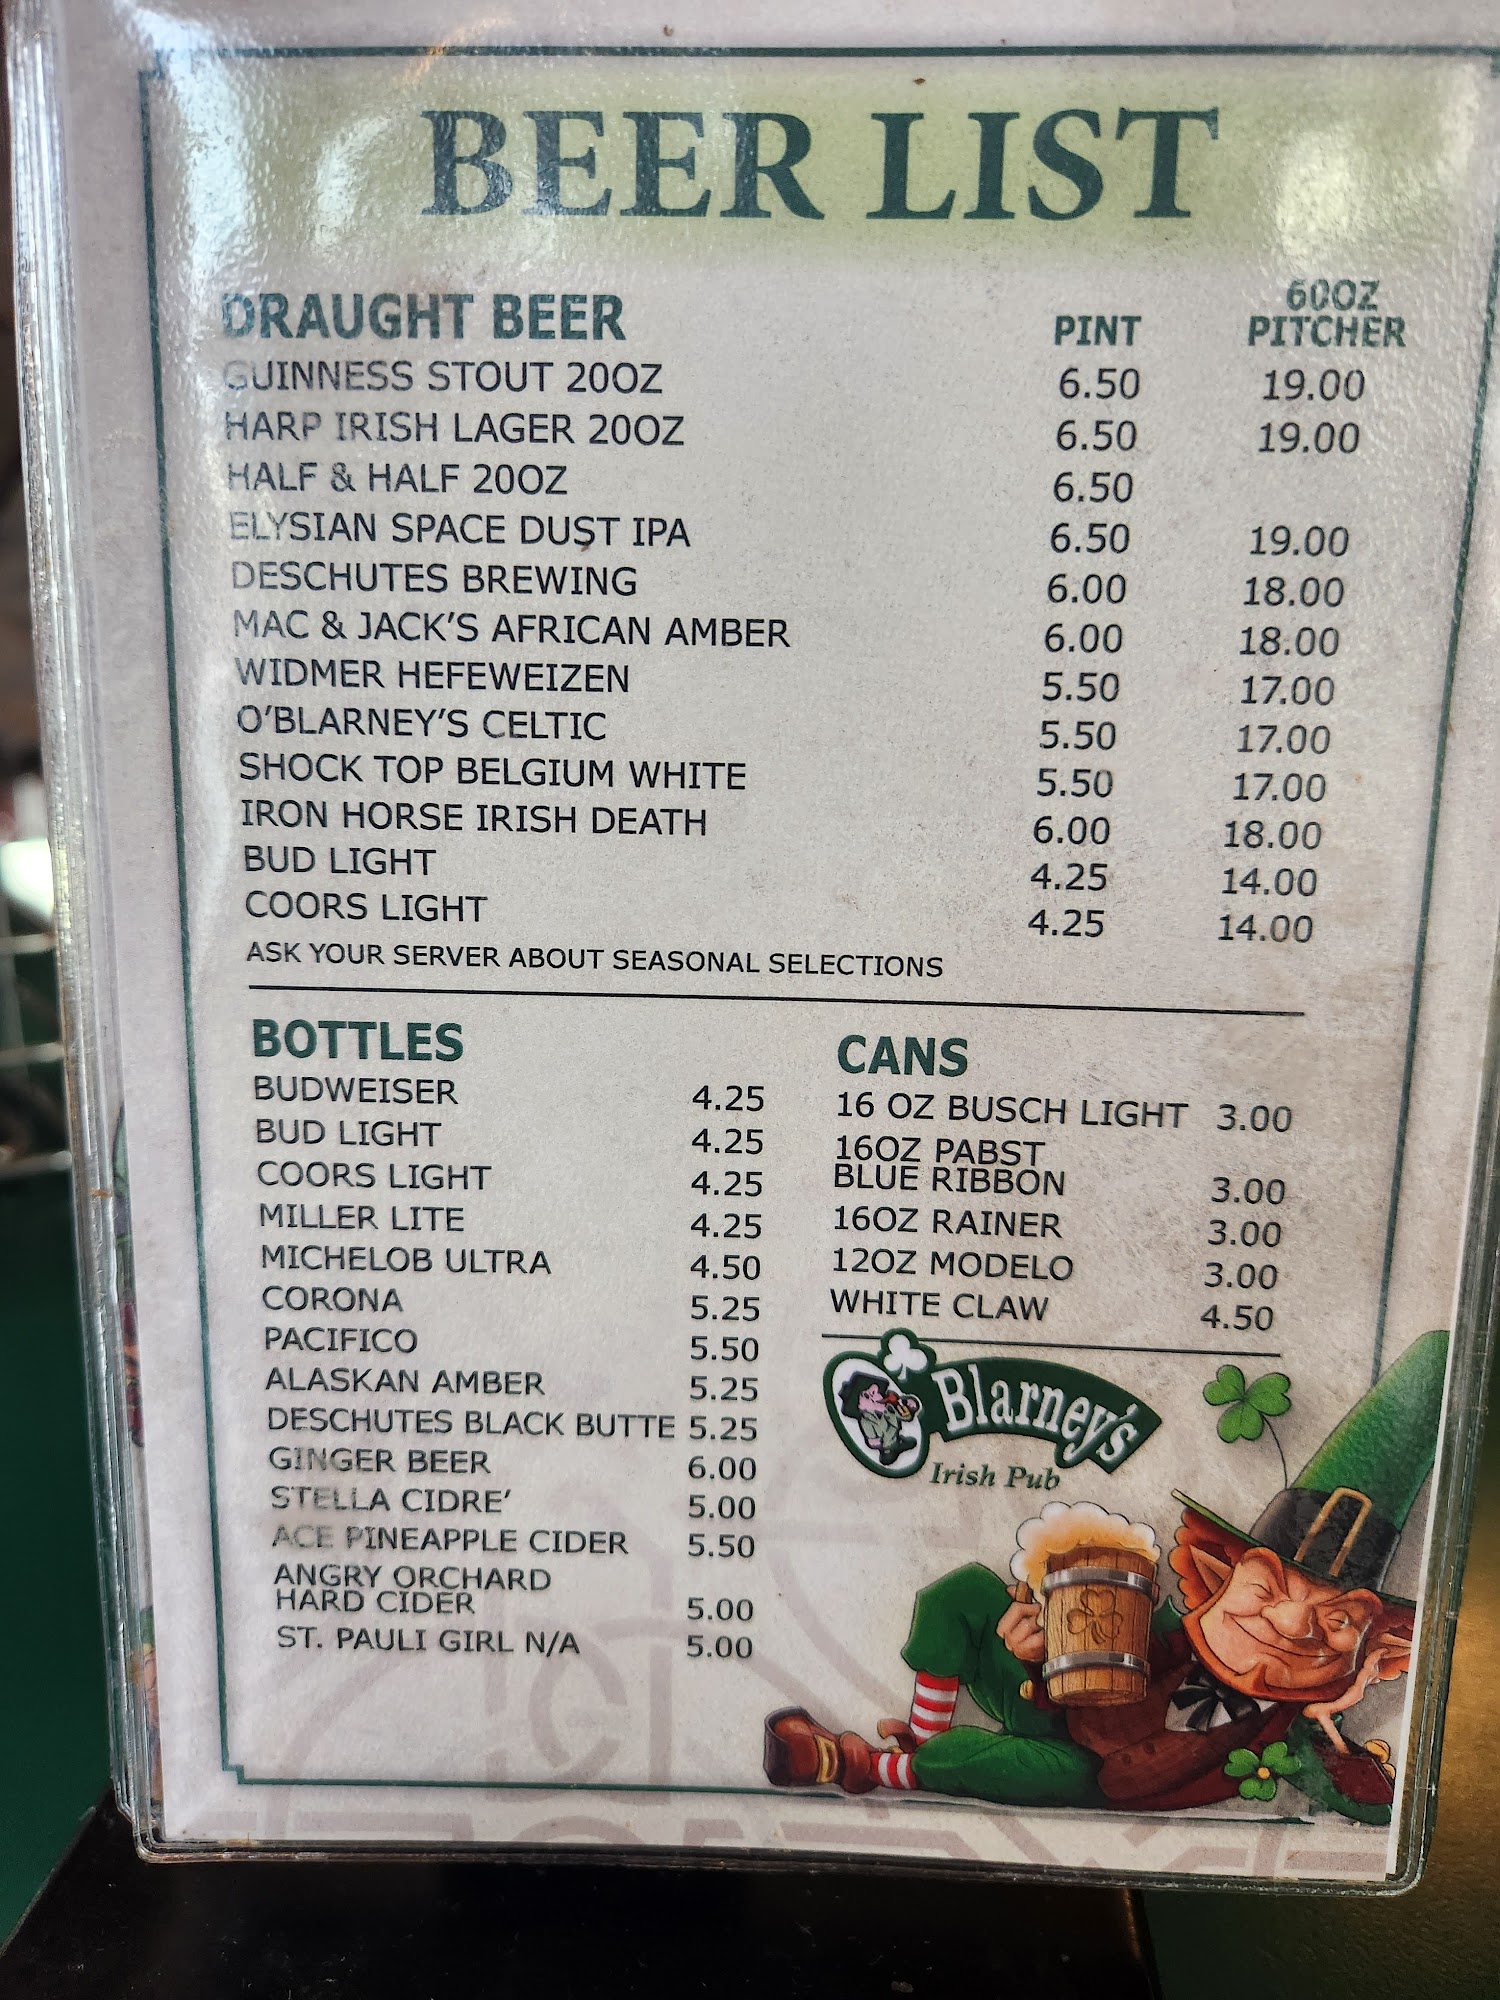 BEER LIST
60OZ
DRAUGHT BEER PINT PITCHER
GUINNESS STOUT 20OZ 6.50 19.00
HARP IRISH LAGER 20OZ 6.50 19.00
HALF & HALF 20OZ 6.50
ELYSIAN SPACE DUST IPA 6.50 19.00
DESCHUTES BREWING 6.00 18.00
MAC & JACK'S AFRICAN AMBER 6.00 18.00
WIDMER HEFEWEIZEN 5.50 17.00
O'BLARNEY'S CELTIC 5.50 17.00
SHOCK TOP BELGIUM WHITE 5.50 17.00
IRON HORSE IRISH DEATH 6.00 18.00
BUD LIGHT 4.25 14.00
COORS LIGHT 4.25 14.00
ASK YOUR SERVER ABOUT SEASONAL SELECTIONS
BOTTLES
BUDWEISER 4.25
BUD LIGHT 4.25
COORS LIGHT 4.25
MILLER LITE 4.25
MICHELOB ULTRA 4.50
CORONA 5.25
PACIFICO 5.50
ALASKAN AMBER 5.25
DESCHUTES BLACK BUTTE 5.25
GINGER BEER 6.00
STELLA CIDRE' 5.00
ACE PINEAPPLE CIDER 5.50
ANGRY ORCHARD
HARD CIDER 5.00
ST. PAULI GIRL N/A 5.00
CANS
16 OZ BUSCH LIGHT 3.00
16OZ PABST
BLUE RIBBON 3.00
16OZ RAINER 3.00
12OZ MODELO 3.00
WHITE CLAW 4.50
Blarney's
Irish Pub